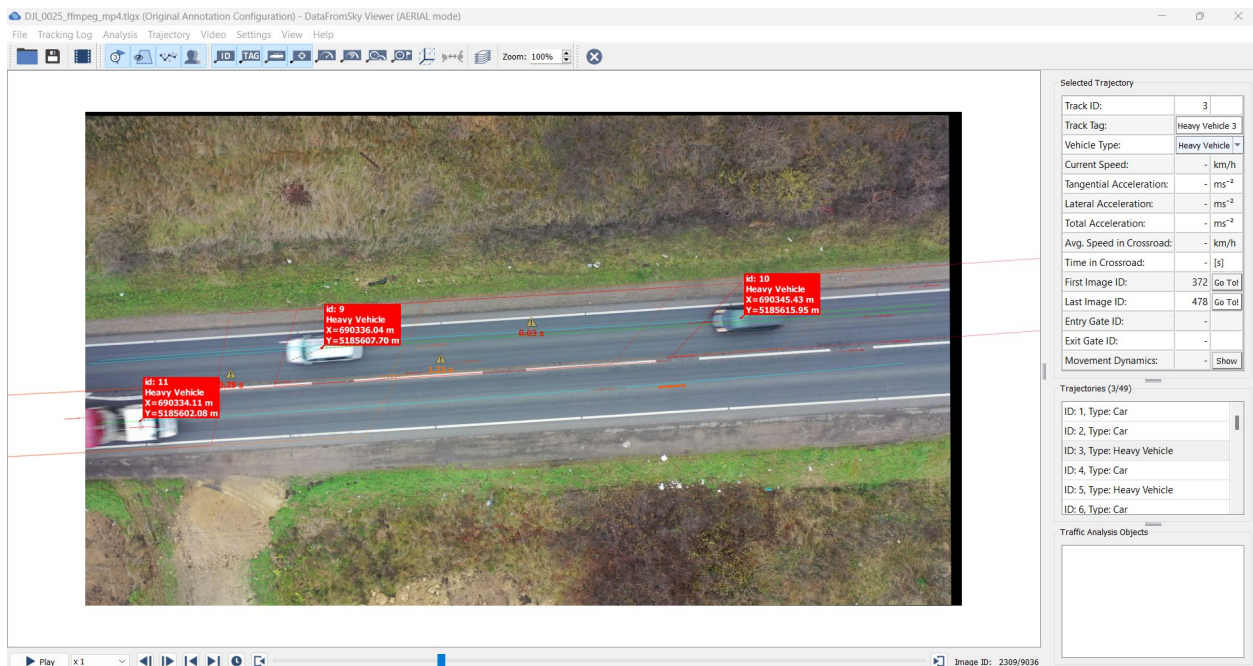 DJI_0025_ffmpeg_mp4.tlgx (Original Annotation Configuration) - DataFromSky Viewer (AERIAL mode)
File Tracking Log Analysis Trajectory Video Settings View Help
ID TAG Zoom: 100%
Selected Trajectory
Track ID: 3
Track Tag: Heavy Vehicle 3
Vehicle Type: Heavy Vehicle
Current Speed: - km/h
Tangential Acceleration: - ms⁻²
Lateral Acceleration: - ms⁻²
Total Acceleration: - ms⁻²
Avg. Speed in Crossroad: - km/h
Time in Crossroad: - [s]
First Image ID: 372 Go To!
Last Image ID: 478 Go To!
Entry Gate ID: -
Exit Gate ID: -
Movement Dynamics: - Show
Trajectories (3/49)
ID: 1, Type: Car
ID: 2, Type: Car
ID: 3, Type: Heavy Vehicle
ID: 4, Type: Car
ID: 5, Type: Heavy Vehicle
ID: 6, Type: Car
Traffic Analysis Objects
id: 10
Heavy Vehicle
X=690345.43 m
Y=5185615.95 m
id: 9
Heavy Vehicle
X=690336.04 m
Y=5185607.70 m
0.03 s
id: 11
Heavy Vehicle
X=690334.11 m
Y=5185602.08 m
Play x 1 Image ID: 2309/9036